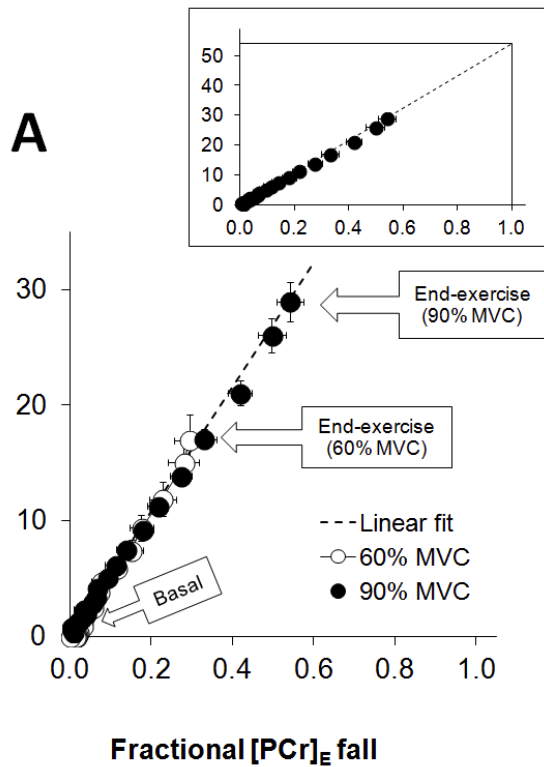 A
50
40
30
20
10
0
0.0 0.2 0.4 0.6 0.8 1.0
30
20
10
0
End-exercise
(90% MVC)
End-exercise
(60% MVC)
Basal
Linear fit
60% MVC
90% MVC
0.0 0.2 0.4 0.6 0.8 1.0
Fractional [PCr]E fall